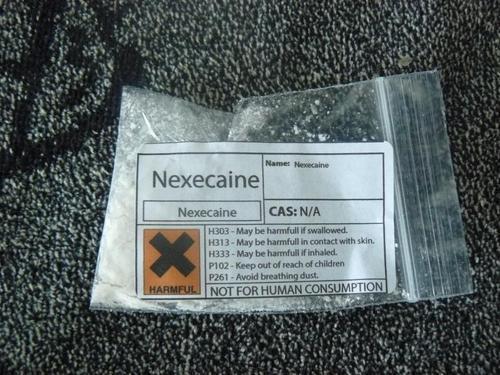 Nexecaine
Name: Nexecaine
Nexecaine
CAS: N/A
H303 - May be harmfull if swallowed.
H313 - May be harmfull in contact with skin.
H333 - May be harmfull if inhaled.
P102 - Keep out of reach of children
P261 - Avoid breathing dust.
HARMFUL
NOT FOR HUMAN CONSUMPTION